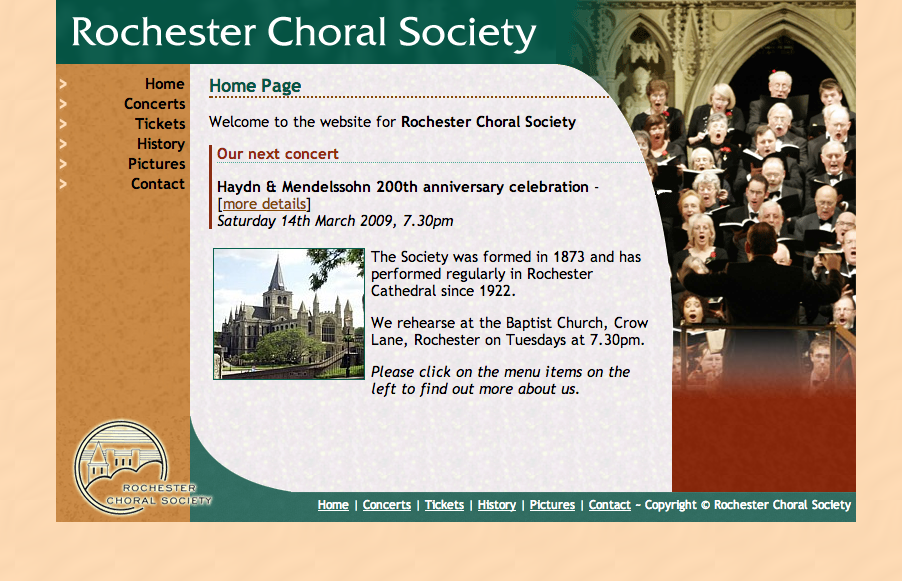 Rochester Choral Society
> Home
> Concerts
> Tickets
> History
> Pictures
> Contact
Home Page
Welcome to the website for Rochester Choral Society
Our next concert
Haydn & Mendelssohn 200th anniversary celebration -
[more details]
Saturday 14th March 2009, 7.30pm
The Society was formed in 1873 and has
performed regularly in Rochester
Cathedral since 1922.
We rehearse at the Baptist Church, Crow
Lane, Rochester on Tuesdays at 7.30pm.
Please click on the menu items on the
left to find out more about us.
ROCHESTER
CHORAL SOCIETY
Home | Concerts | Tickets | History | Pictures | Contact ~ Copyright © Rochester Choral Society